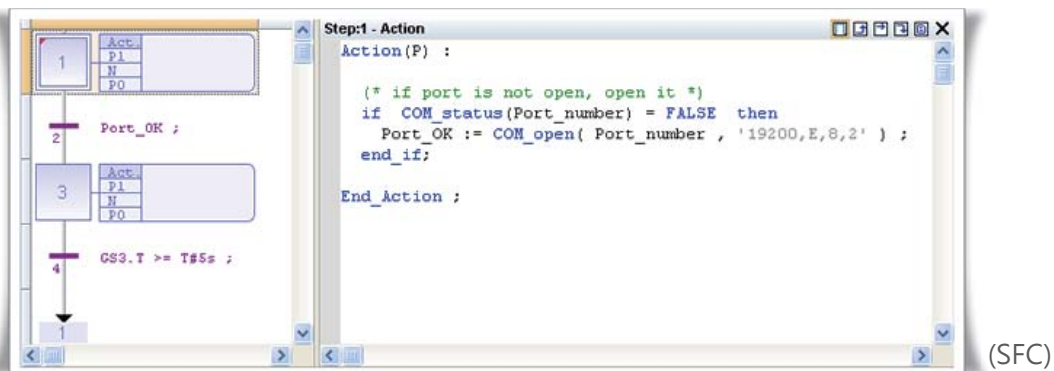 Step:1 - Action
1
Act.
P1
N
P0
2
Port_OK ;
3
Act.
P1
N
P0
4
GS3.T >= T#5s ;
1
Action(P) :
(* if port is not open, open it *)
if COM_status(Port_number) = FALSE then
Port_OK := COM_open( Port_number , '19200,E,8,2' ) ;
end_if;
End_Action ;
(SFC)